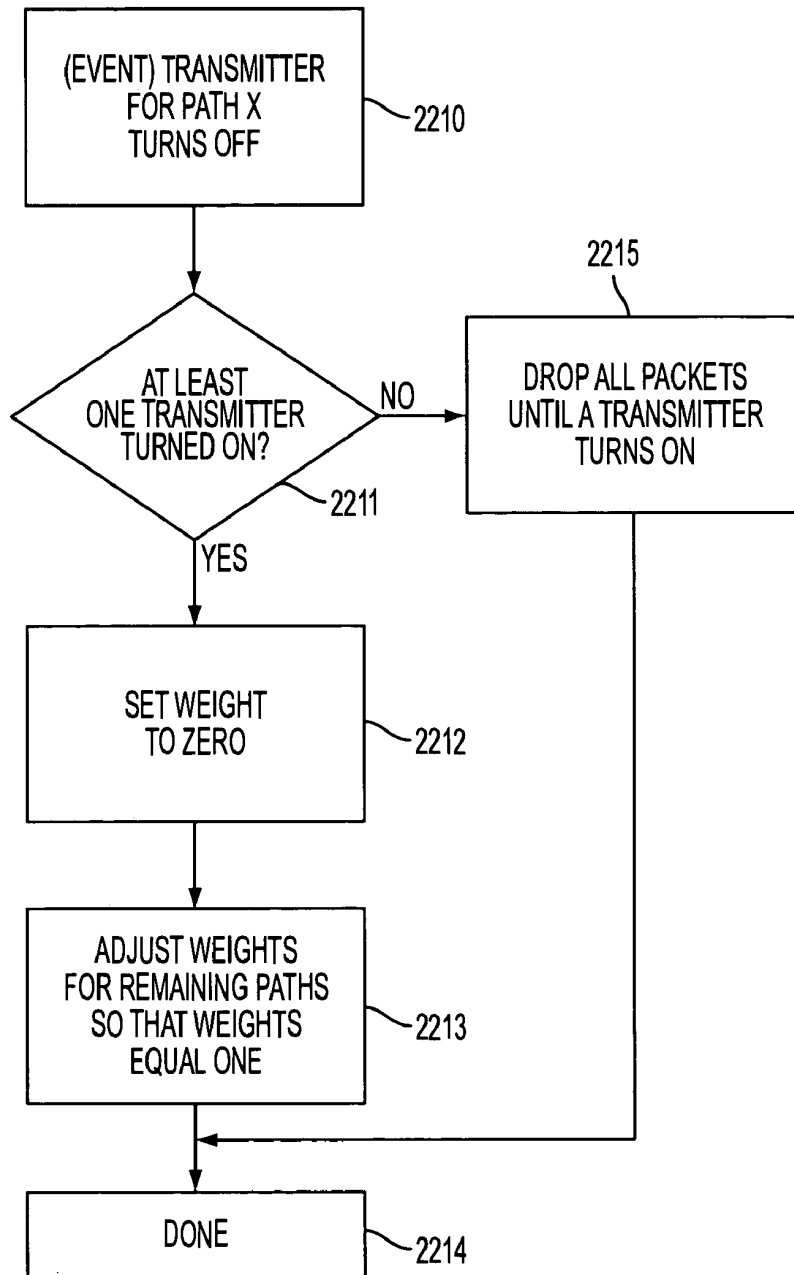 (EVENT) TRANSMITTER
FOR PATH X
TURNS OFF
2210
2215
AT LEAST
ONE TRANSMITTER
TURNED ON?
NO
DROP ALL PACKETS
UNTIL A TRANSMITTER
TURNS ON
2211
YES
SET WEIGHT
TO ZERO
2212
ADJUST WEIGHTS
FOR REMAINING PATHS
SO THAT WEIGHTS
EQUAL ONE
2213
DONE
2214